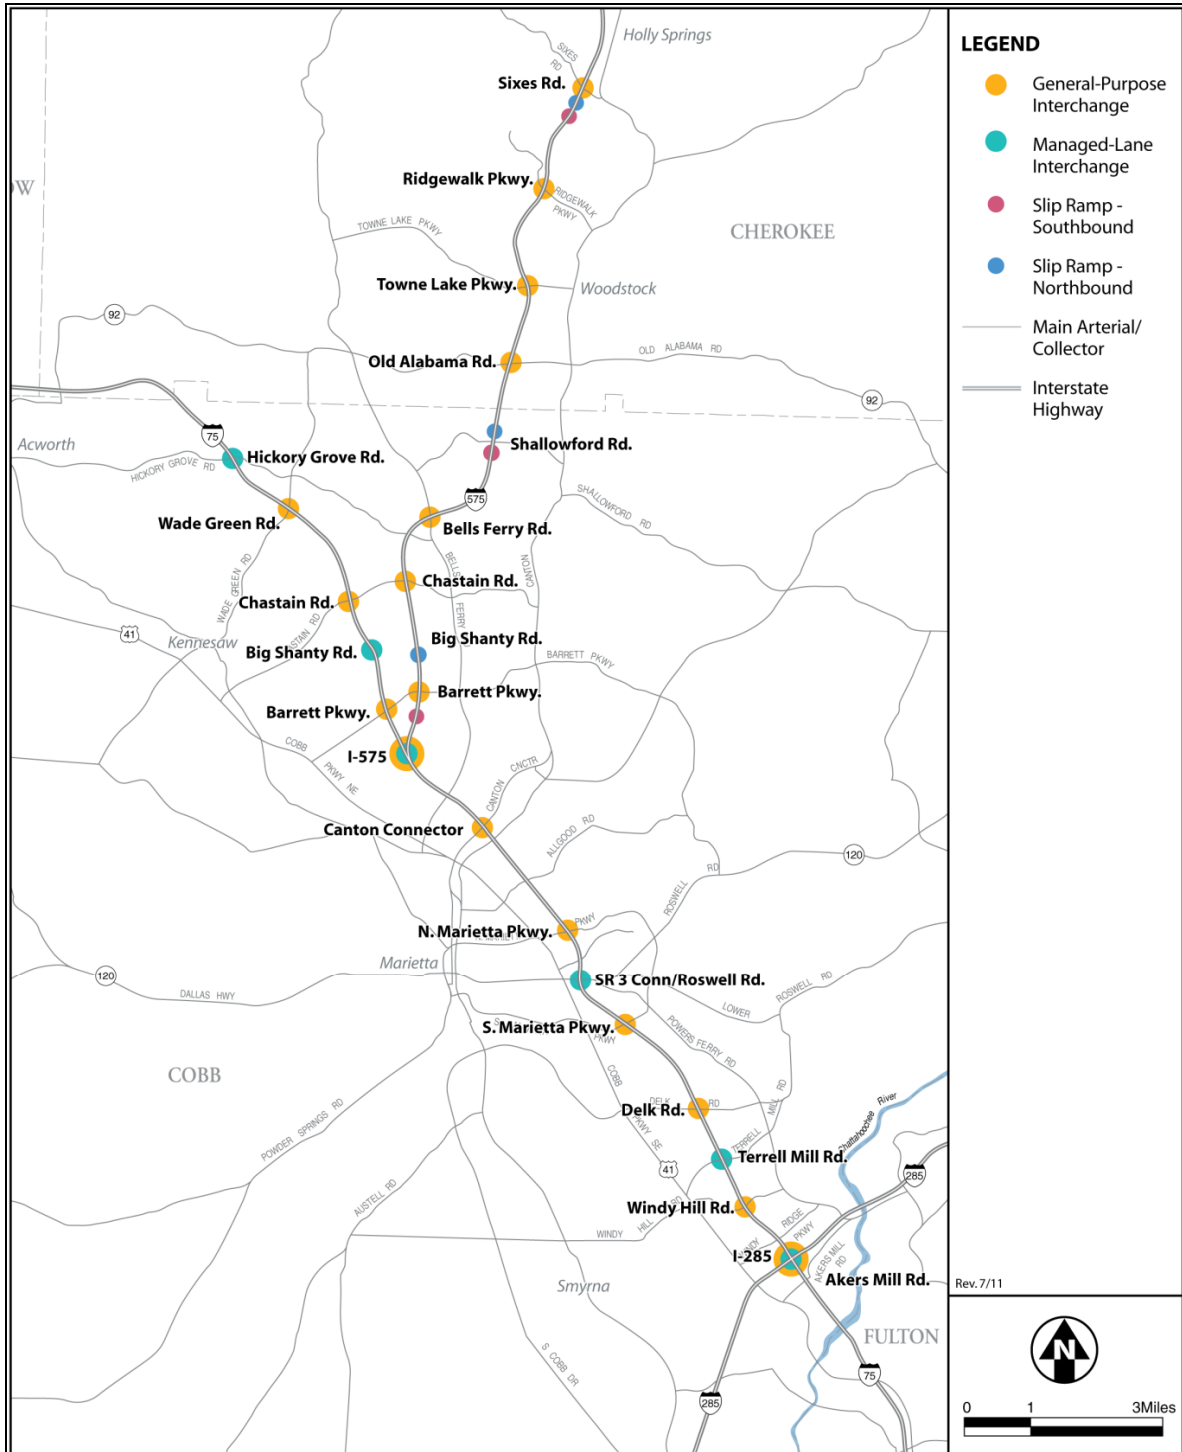 Holly Springs
SIXES
RD
Sixes Rd.
Ridgewalk Pkwy.
RIDGEWALK
PKWY
OW
CHEROKEE
TOWNE LAKE PKWY
Towne Lake Pkwy.
Woodstock
92
Old Alabama Rd.
OLD ALABAMA RD
92
75
Acworth
HICKORY GROVE RD
Hickory Grove Rd.
Shallowford Rd.
575
SHALLOWFORD RD
Wade Green Rd.
WADE GREEN RD
Bells Ferry Rd.
BELLS
FERRY
CANTON
Chastain Rd.
Chastain Rd.
41
Kennesaw
Big Shanty Rd.
Big Shanty Rd.
BARRETT PKWY
Barrett Pkwy.
Barrett Pkwy.
COBB
PKWY NE
I-575
CANTON
CNCTR
Canton Connector
ALLGOOD RD
120
ROSWELL
RD
N. Marietta Pkwy.
PKWY
Marietta
120
DALLAS HWY
SR 3 Conn/Roswell Rd.
LOWER
ROSWELL RD
S. Marietta Pkwy.
PKWY
POWERS FERRY RD
COBB
COBB
PKWY SE
POWDER SPRINGS RD
Delk Rd.
DELK
RD
TERRELL
MILL RD
Chattahoochee River
Terrell Mill Rd.
41
285
AUSTELL RD
Windy Hill Rd.
WINDY
HILL
RD
RIDGE
PKWY
I-285
AKERS MILL
RD
Akers Mill Rd.
Smyrna
S COBB DR
FULTON
285
75
LEGEND
General-Purpose
Interchange
Managed-Lane
Interchange
Slip Ramp -
Southbound
Slip Ramp -
Northbound
Main Arterial/
Collector
Interstate
Highway
Rev. 7/11
N
0 1 3Miles